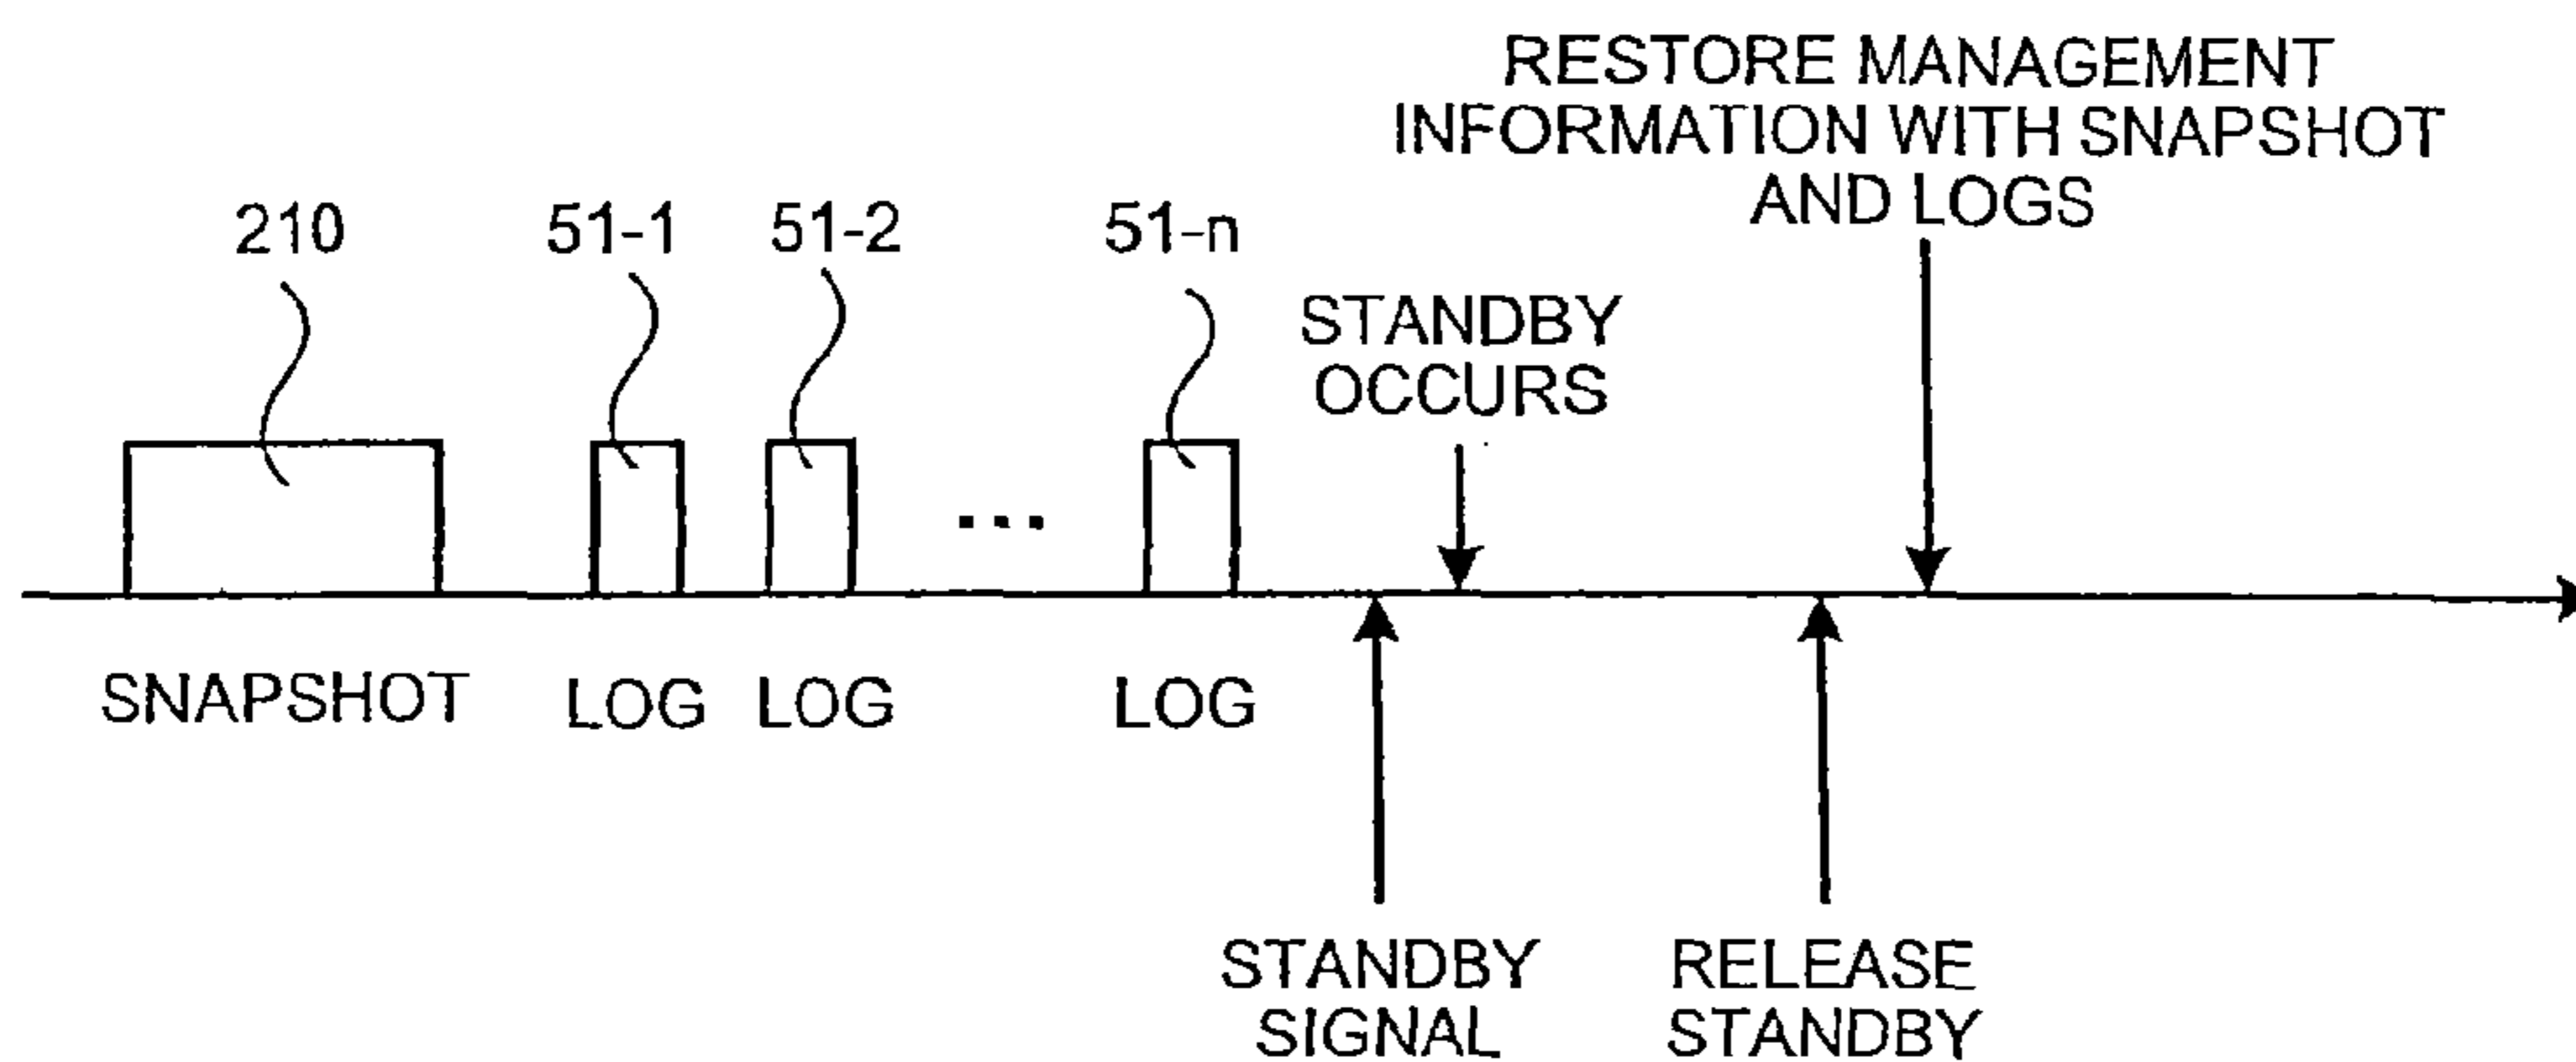 RESTORE MANAGEMENT
INFORMATION WITH SNAPSHOT
AND LOGS
210
51-1
51-2
51-n
STANDBY
OCCURS
...
SNAPSHOT
LOG
LOG
LOG
STANDBY
SIGNAL
RELEASE
STANDBY